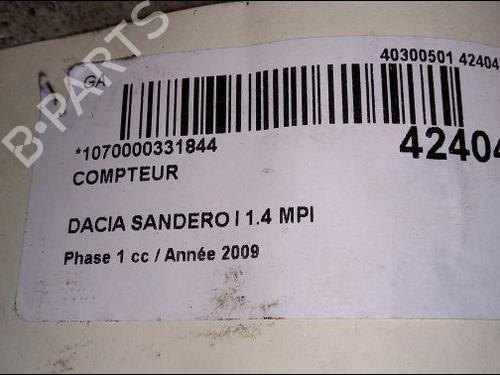 40300501 42404
GA
*1070000331844
42404
COMPTEUR
DACIA SANDERO I 1.4 MPI
Phase 1 cc / Année 2009
B-PARTS